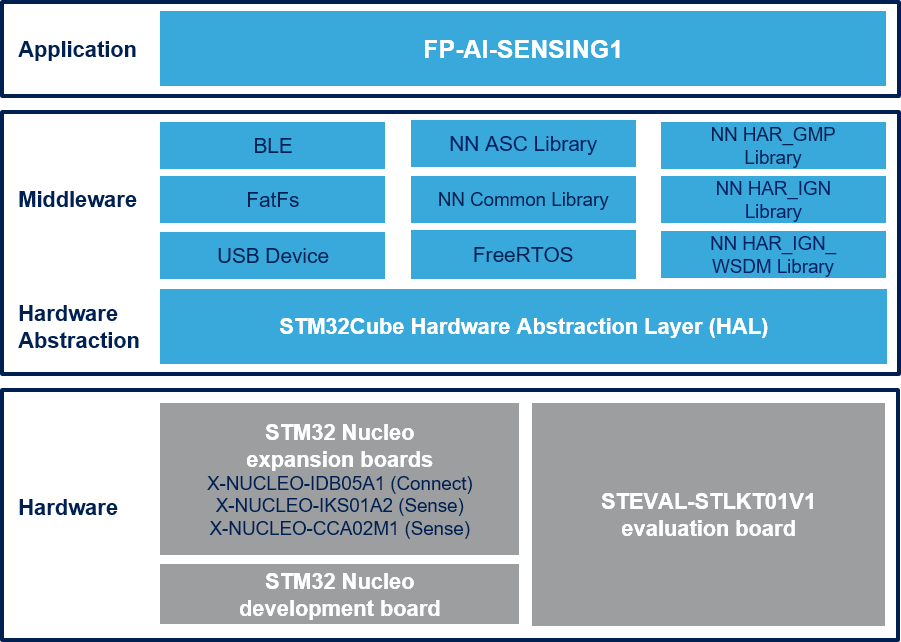 Application
FP-AI-SENSING1
Middleware
BLE
NN ASC Library
NN HAR_GMP
Library
FatFs
NN Common Library
NN HAR_IGN
Library
USB Device
FreeRTOS
NN HAR_IGN_
WSDM Library
Hardware
Abstraction
STM32Cube Hardware Abstraction Layer (HAL)
Hardware
STM32 Nucleo
expansion boards
X-NUCLEO-IDB05A1 (Connect)
X-NUCLEO-IKS01A2 (Sense)
X-NUCLEO-CCA02M1 (Sense)
STM32 Nucleo
development board
STEVAL-STLKT01V1
evaluation board